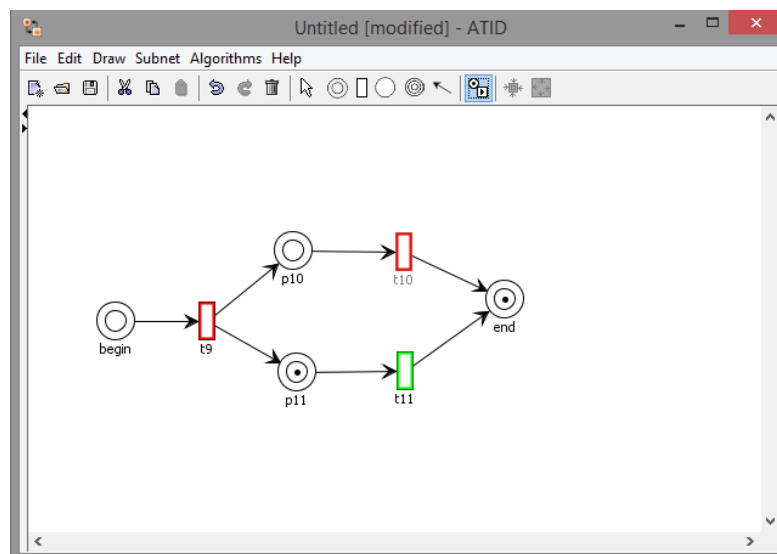 Untitled [modified] - ATID
File Edit Draw Subnet Algorithms Help
p10
t10
begin
t9
end
p11
t11